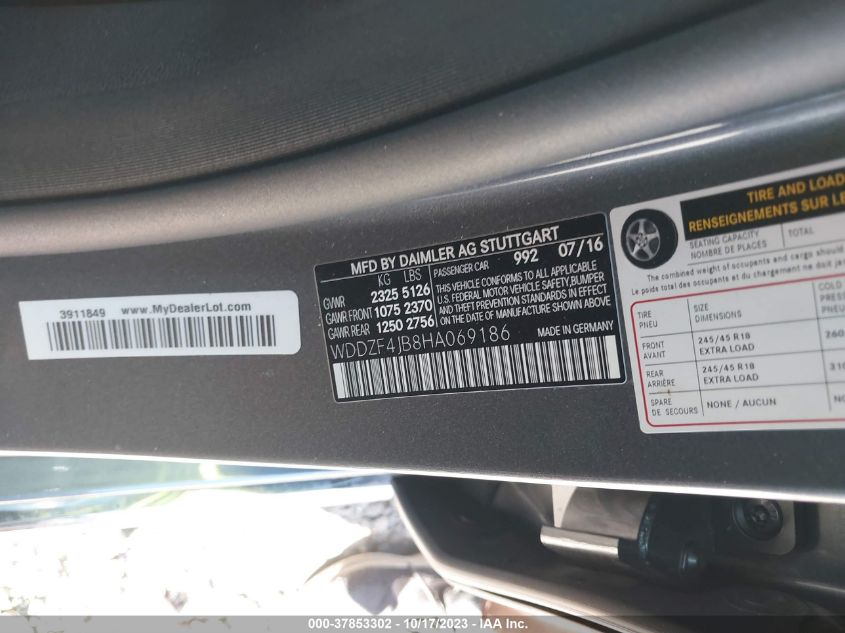 3911849 www.MyDealerLot.com
MFD BY DAIMLER AG STUTTGART
KG LBS PASSENGER CAR 992 07/16
GVWR 2325 5126
GAWR FRONT 1075 2370
GAWR REAR 1250 2756
THIS VEHICLE CONFORMS TO ALL APPLICABLE
U.S. FEDERAL MOTOR VEHICLE SAFETY, BUMPER
AND THEFT PREVENTION STANDARDS IN EFFECT
ON THE DATE OF MANUFACTURE SHOWN ABOVE
WDDZF4JB8HA069186 MADE IN GERMANY
TIRE AND LOAD
RENSEIGNEMENTS SUR LE
SEATING CAPACITY TOTAL
NOMBRE DE PLACES
The combined weight of occupants and cargo should
Le poids total des occupants et du chargement ne doit
TIRE SIZE COLD
PNEU DIMENSIONS
FRONT 245/45 R18
AVANT EXTRA LOAD
REAR 245/45 R18
ARRIÈRE EXTRA LOAD
SPARE NONE / AUCUN
DE SECOURS
000-37853302 - 10/17/2023 - IAA Inc.